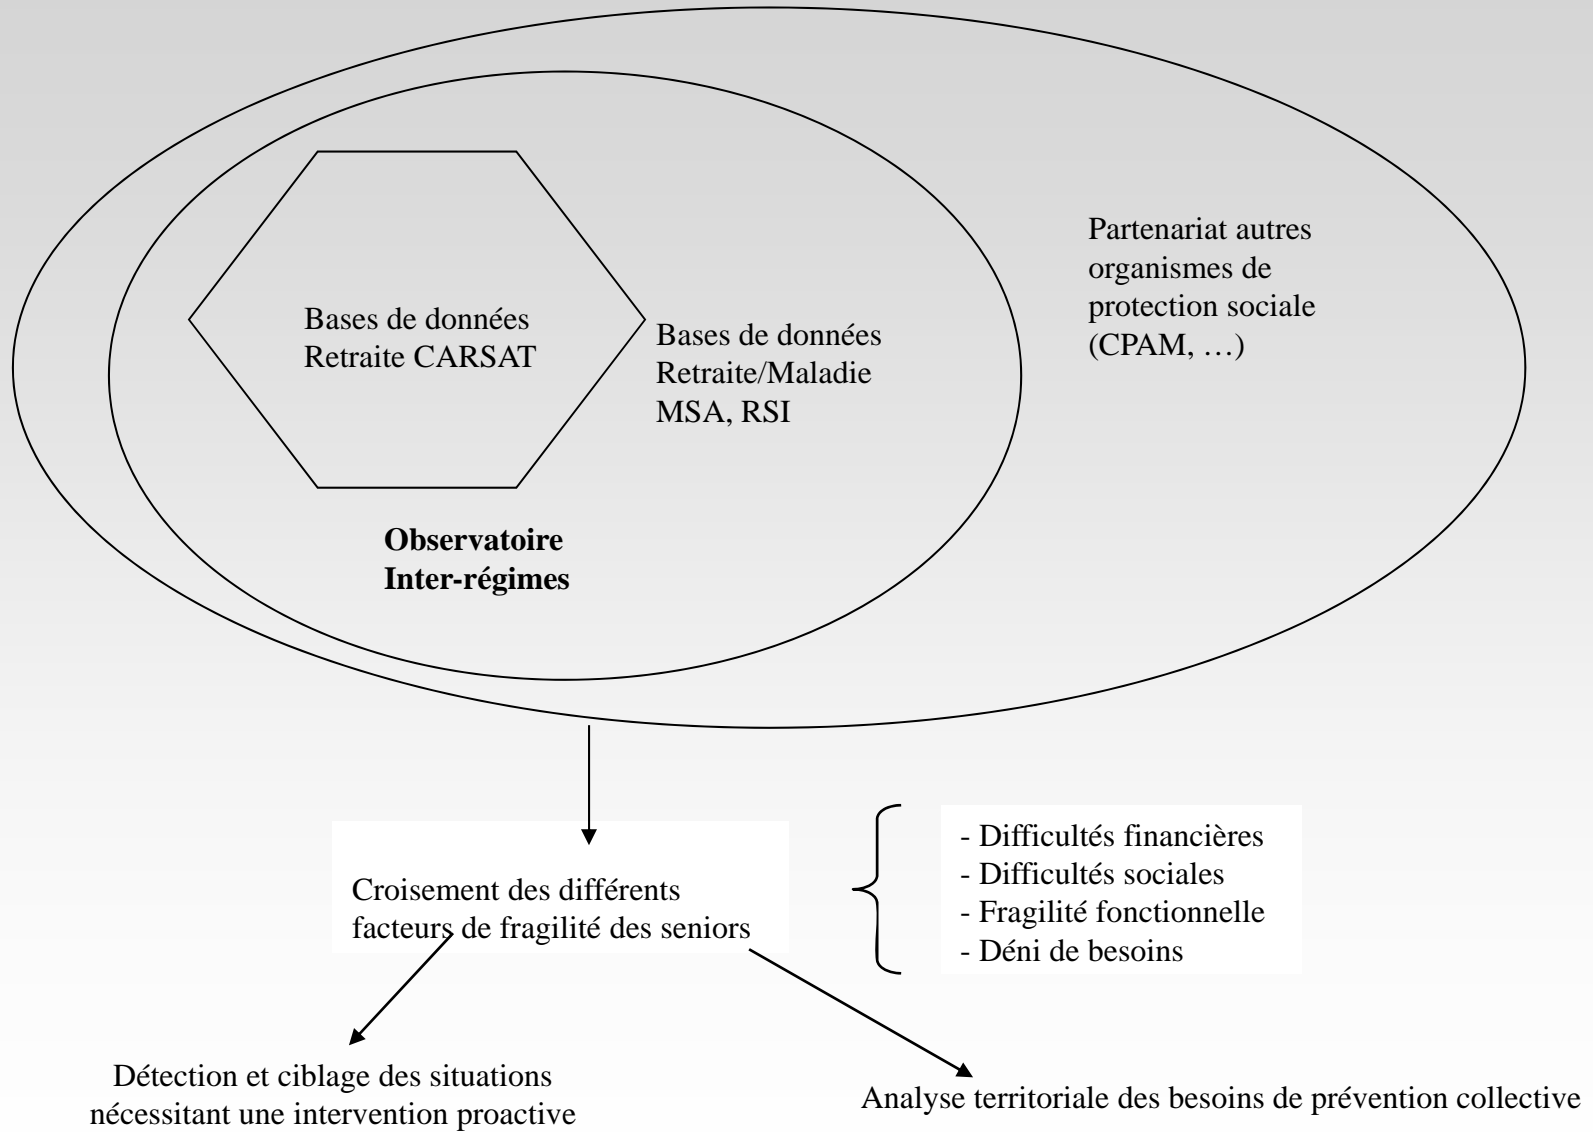 Bases de données
Retraite CARSAT
Bases de données
Retraite/Maladie
MSA, RSI
Partenariat autres
organismes de
protection sociale
(CPAM, …)
Observatoire
Inter-régimes
Croisement des différents
facteurs de fragilité des seniors
- Difficultés financières
- Difficultés sociales
- Fragilité fonctionnelle
- Déni de besoins
Détection et ciblage des situations
nécessitant une intervention proactive
Analyse territoriale des besoins de prévention collective